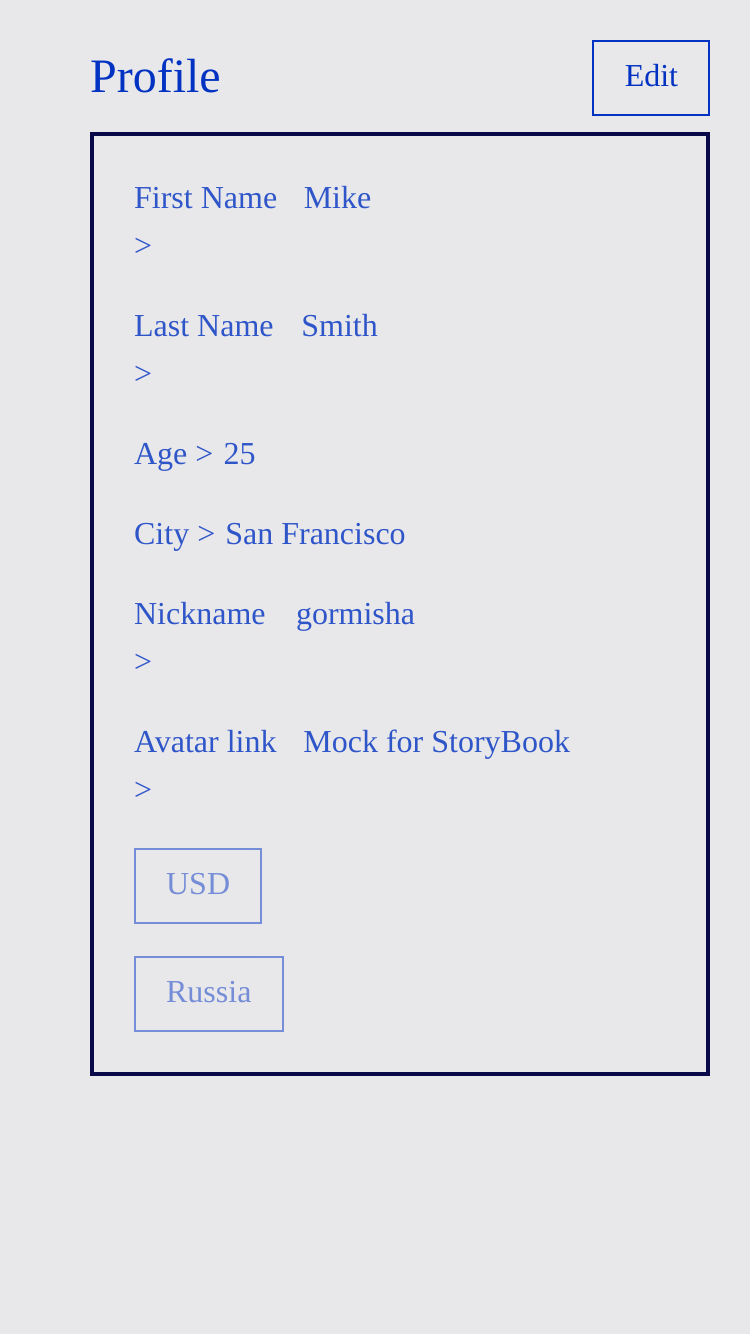 Profile
Edit
First Name Mike
>
Last Name Smith
>
Age > 25
City > San Francisco
Nickname gormisha
>
Avatar link Mock for StoryBook
>
USD
Russia